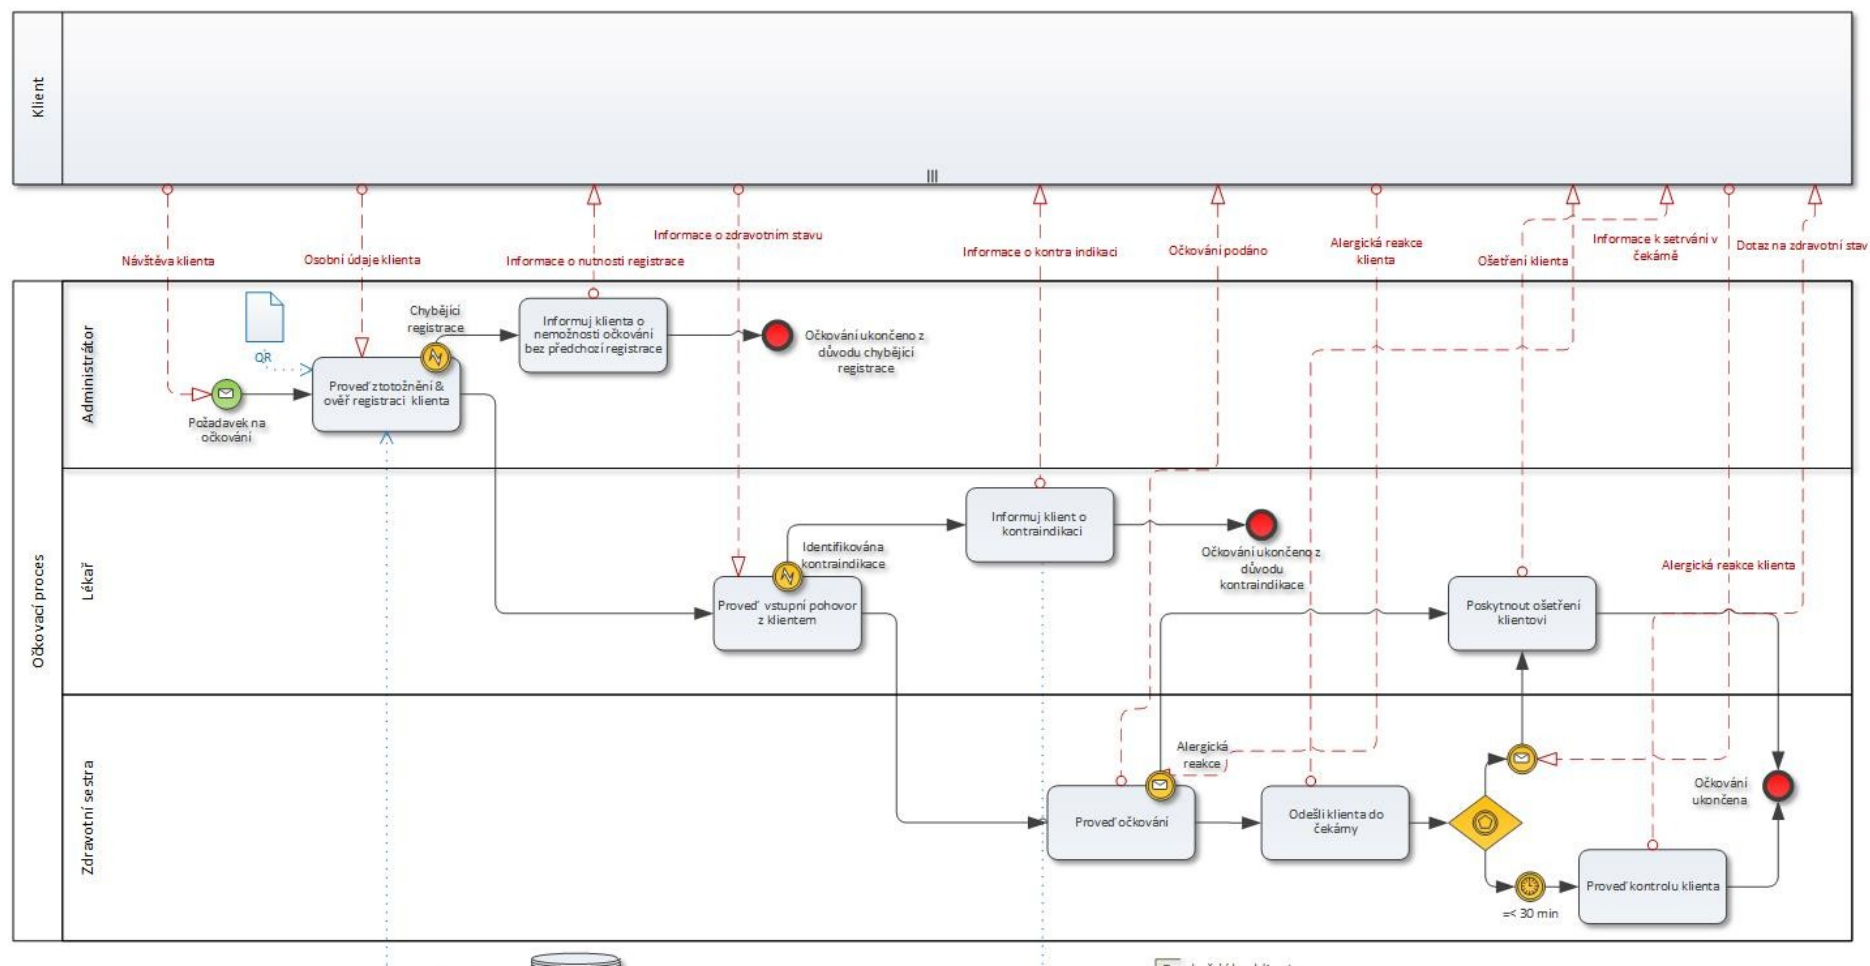 Klient
Návštěva klienta
Osobní údaje klienta
Informace o nutnosti registrace
Informace o zdravotním stavu
Informace o kontra indikaci
Očkování podáno
Alergická reakce
klienta
Ošetření klienta
Informace k setrvání v
čekárně
Dotaz na zdravotní stav
Očkovací proces
Administrátor
QR
Požadavek na
očkování
Proveď ztotožnění &
ověř registraci klienta
Chybějící
registrace
Informuj klienta o
nemožnosti očkování
bez předchozí registrace
Očkování ukončeno z
důvodu chybějící
registrace
Lékař
Proveď vstupní pohovor
z klientem
Identifikována
kontraindikace
Informuj klient o
kontraindikaci
Očkování ukončeno z
důvodu
kontraindikace
Poskytnout ošetření
klientovi
Alergická reakce klienta
Zdravotní sestra
Proveď očkování
Alergická
reakce
Odešli klienta do
čekárny
=< 30 min
Proveď kontrolu klienta
Očkování
ukončena